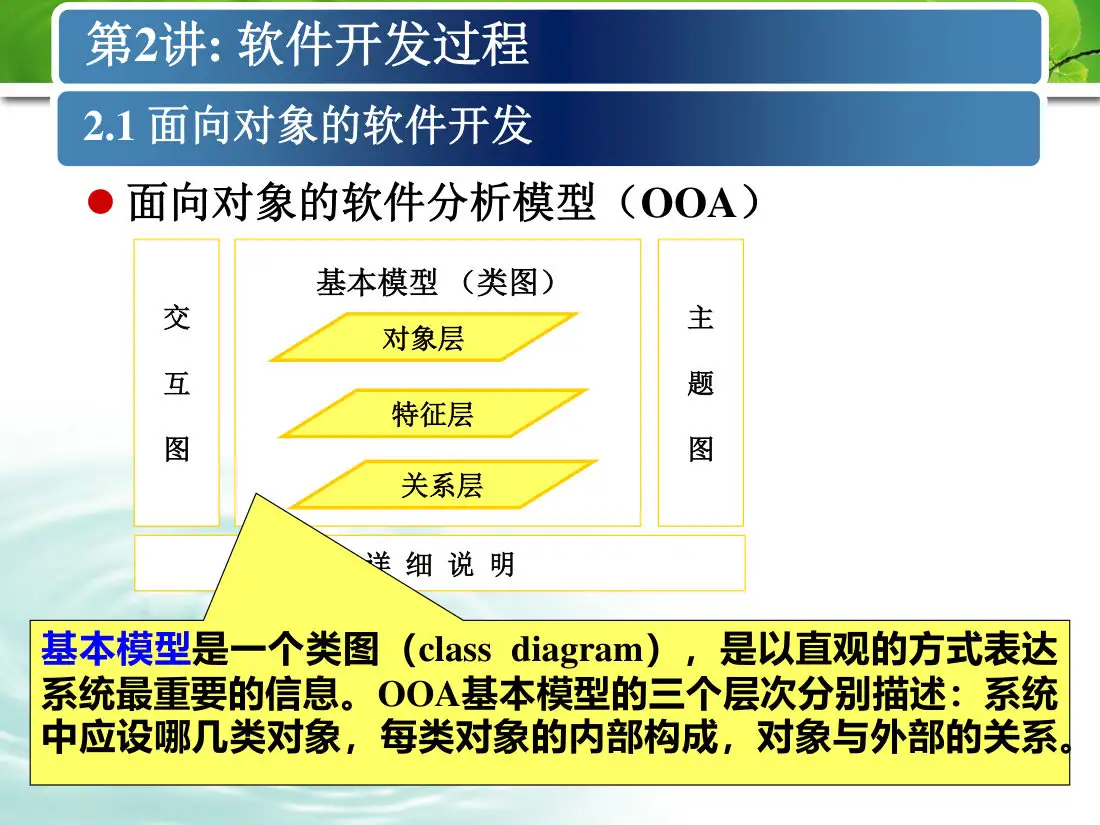 第2讲: 软件开发过程
2.1 面向对象的软件开发
面向对象的软件分析模型（OOA）
交
互
图
基本模型 （类图）
对象层
特征层
关系层
主
题
图
详 细 说 明
基本模型是一个类图（class diagram），是以直观的方式表达
系统最重要的信息。OOA基本模型的三个层次分别描述：系统
中应设哪几类对象，每类对象的内部构成，对象与外部的关系。